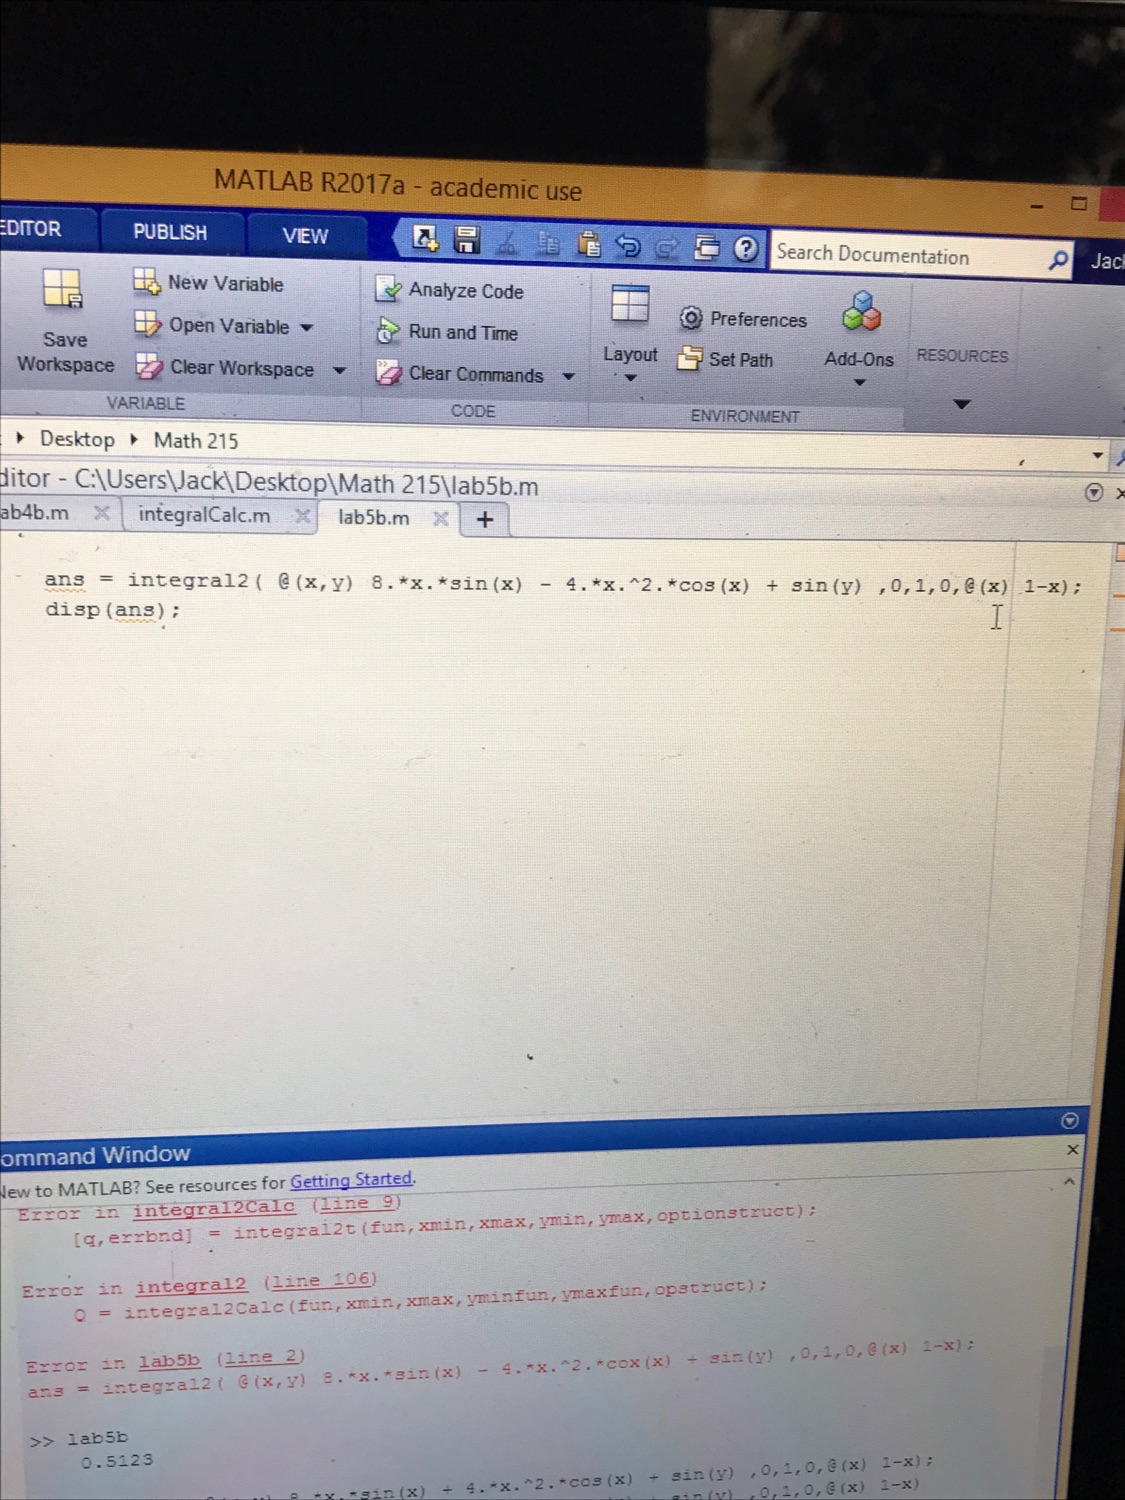 MATLAB R2017a - academic use
EDITOR PUBLISH VIEW Search Documentation Jack
Save Workspace
New Variable
Open Variable
Clear Workspace
VARIABLE
Analyze Code
Run and Time
Clear Commands
CODE
Layout
Preferences
Set Path
ENVIRONMENT
Add-Ons
RESOURCES
Desktop Math 215
ditor - C:\Users\Jack\Desktop\Math 215\lab5b.m
ab4b.m integralCalc.m lab5b.m +
ans = integral2( @(x,y) 8.*x.*sin(x) - 4.*x.^2.*cos(x) + sin(y) ,0,1,0,@(x) 1-x);
disp(ans);
ommand Window
New to MATLAB? See resources for Getting Started.
Error in integral2Calc (line 9)
[q,errbnd] = integral2t(fun,xmin,xmax,ymin,ymax,optionstruct);
Error in integral2 (line 106)
Q = integral2Calc(fun,xmin,xmax,yminfun,ymaxfun,opstruct);
Error in lab5b (line 2)
ans = integral2( @(x,y) 8.*x.*sin(x) - 4.*x.^2.*cox(x) + sin(y) ,0,1,0,@(x) 1-x);
>> lab5b
0.5123
8.*x.*sin(x) + 4.*x.^2.*cos(x) + sin(y) ,0,1,0,@(x) 1-x);
sin(y) ,0,1,0,@(x) 1-x)